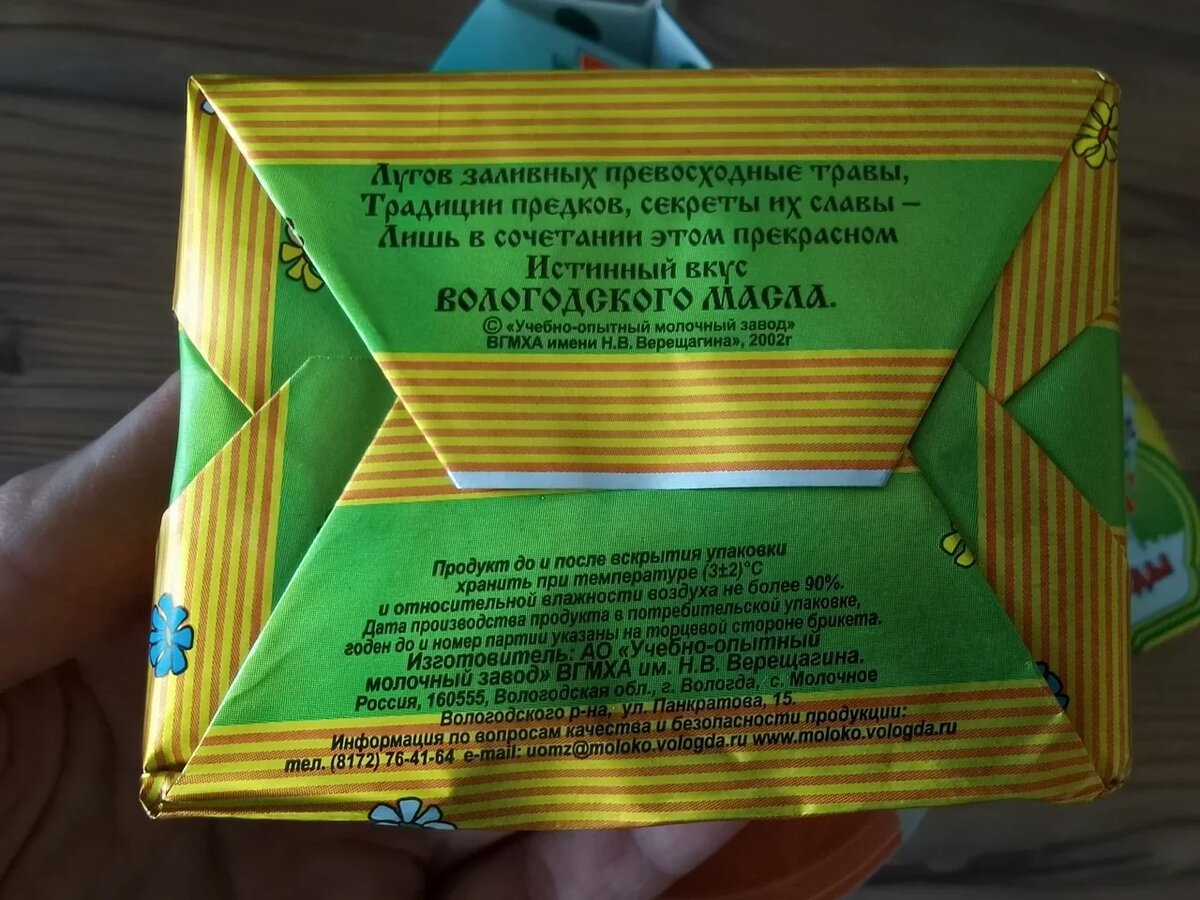 Лугов заливных превосходные травы,
Традиции предков, секреты их славы –
Лишь в сочетании этом прекрасном
Истинный вкус
ВОЛОГОДСКОГО МАСЛА.
© «Учебно-опытный молочный завод»
ВГМХА имени Н.В. Верещагина», 2002г
Продукт до и после вскрытия упаковки
хранить при температуре (3±2)°С
и относительной влажности воздуха не более 90%.
Дата производства продукта в потребительской упаковке,
годен до и номер партии указаны на торцевой стороне брикета.
Изготовитель: АО «Учебно-опытный
молочный завод» ВГМХА им. Н.В. Верещагина.
Россия, 160555, Вологодская обл., г. Вологда, с. Молочное
Вологодского р-на, ул. Панкратова, 15.
Информация по вопросам качества и безопасности продукции:
тел. (8172) 76-41-64 e-mail: uomz@moloko.vologda.ru www.moloko.vologda.ru